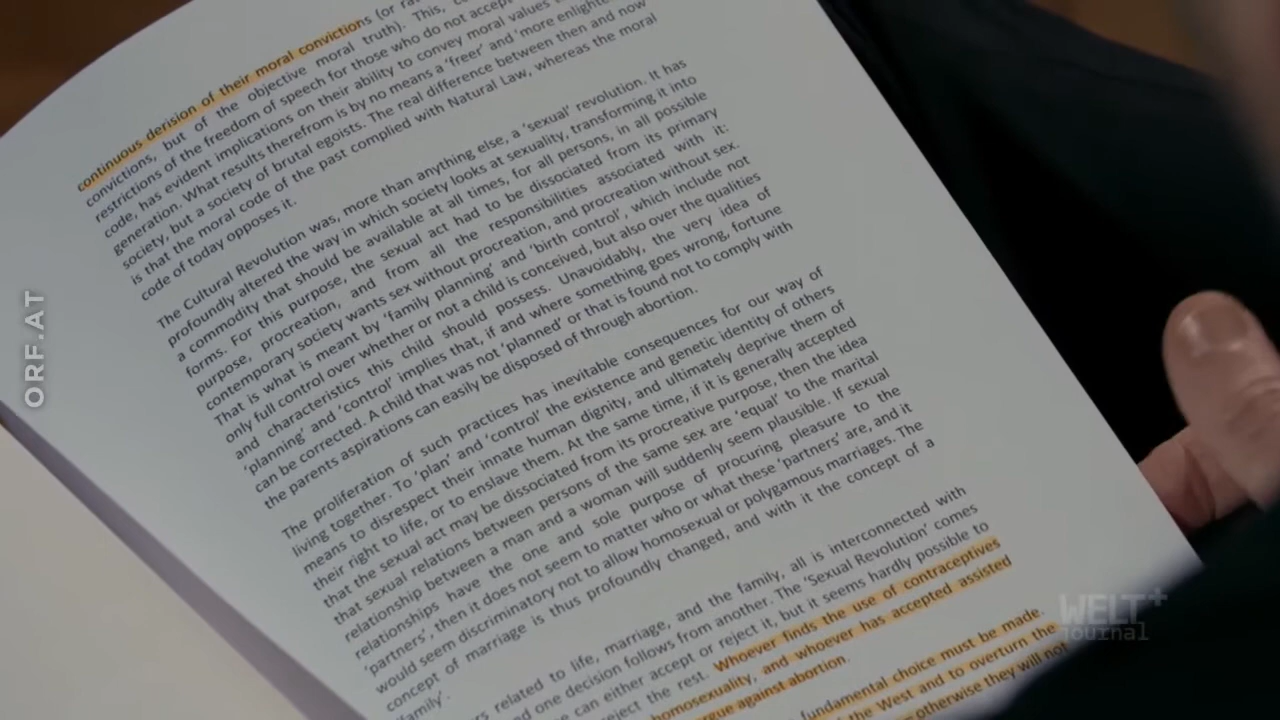 continuous derision of their moral convictions (or
convictions, but of the objective moral truth). This,
restrictions of the freedom of speech for those who do not accept
code, has evident implications on their ability to convey moral values
generation. What results therefrom is by no means a 'freer' and 'more enlightened
society, but a society of brutal egoists. The real difference between then and now
is that the moral code of the past complied with Natural Law, whereas the moral
code of today opposes it.
The Cultural Revolution was, more than anything else, a 'sexual' revolution. It has
profoundly altered the way in which society looks at sexuality, transforming it into
a commodity that should be available at all times, for all persons, in all possible
forms. For this purpose, the sexual act had to be dissociated from its primary
purpose, procreation, and from all the responsibilities associated with it:
contemporary society wants sex without procreation, and procreation without sex.
That is what is meant by 'family planning' and 'birth control', which include not
only full control over whether or not a child is conceived, but also over the qualities
and characteristics this child should possess. Unavoidably, the very idea of
'planning' and 'control' implies that, if and where something goes wrong, fortune
can be corrected. A child that was not 'planned' or that is found not to comply with
the parents aspirations can easily be disposed of through abortion.
The proliferation of such practices has inevitable consequences for our way of
living together. To 'plan' and 'control' the existence and genetic identity of others
means to disrespect their innate human dignity, and ultimately deprive them of
their right to life, or to enslave them. At the same time, if it is generally accepted
that the sexual act may be dissociated from its procreative purpose, then the idea
that sexual relations between persons of the same sex are 'equal' to the marital
relationship between a man and a woman will suddenly seem plausible. If sexual
relationships have the one and sole purpose of procuring pleasure to the
'partners', then it does not seem to matter who or what these 'partners' are, and it
would seem discriminatory not to allow homosexual or polygamous marriages. The
concept of marriage is thus profoundly changed, and with it the concept of a
'family'.
related to life, marriage, and the family, all is interconnected with
one decision follows from another. The 'Sexual Revolution' comes
can either accept or reject it, but it seems hardly possible to
reject the rest. Whoever finds the use of contraceptives
homosexuality, and whoever has accepted assisted
argue against abortion.
fundamental choice must be made.
the West and to overturn the
otherwise they will not
ORF.AT
WELT+
journal